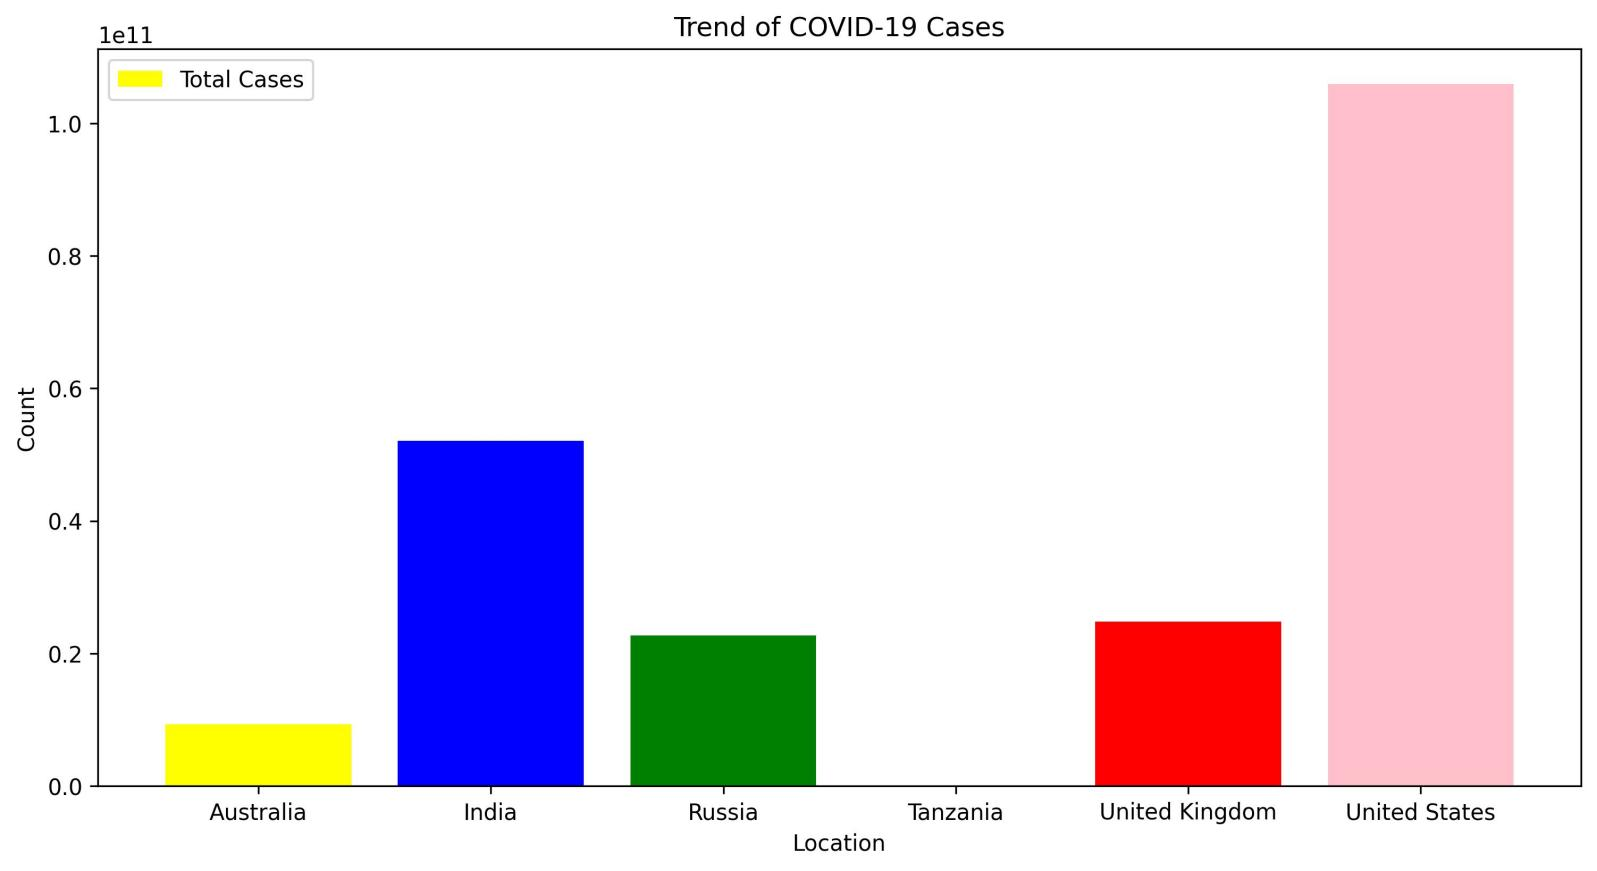 Trend of COVID-19 Cases
1e11
Total Cases
1.0
0.8
0.6
0.4
0.2
0.0
Count
Australia India Russia Tanzania United Kingdom United States
Location